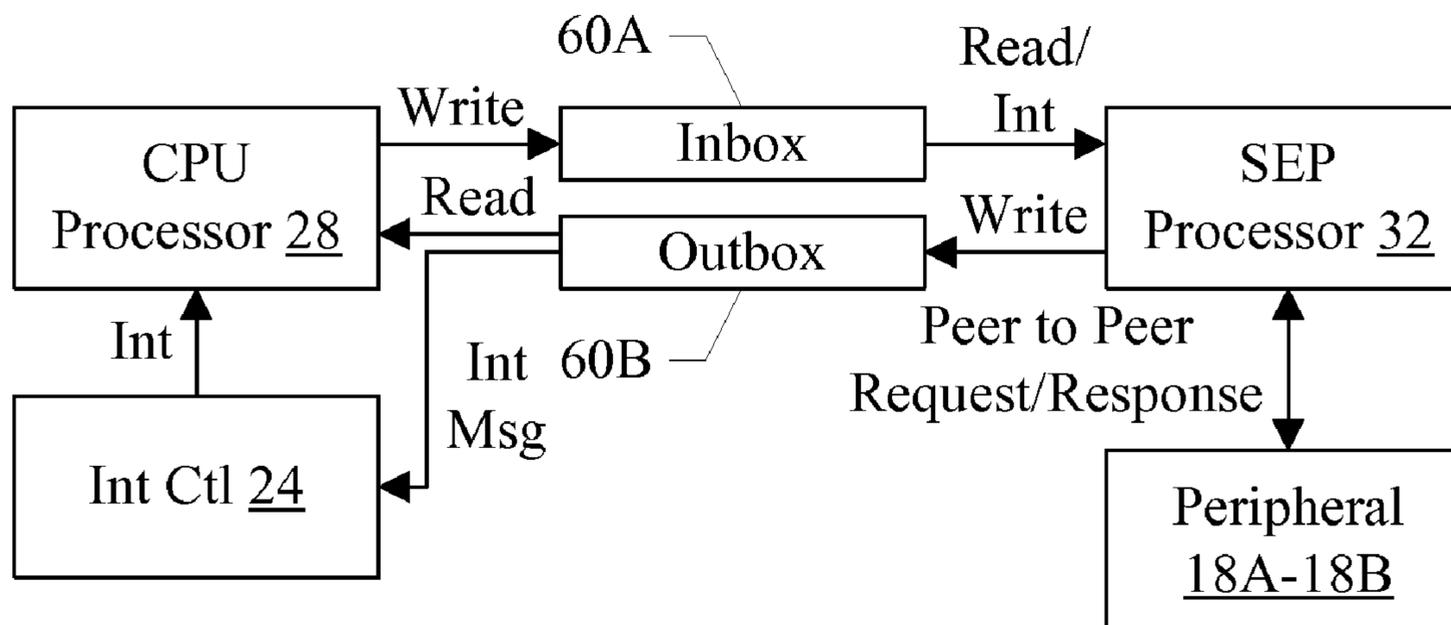 60A
Read/
Int
Write
Inbox
CPU
Processor 28
SEP
Processor 32
Read
Outbox
Write
Int
Int
Msg
60B
Peer to Peer
Request/Response
Int Ctl 24
Peripheral
18A-18B